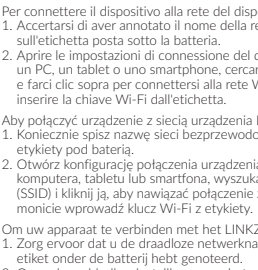 Per connettere il dispositivo alla rete del disp
1. Accertarsi di aver annotato il nome della re
sull'etichetta posta sotto la batteria.
2. Aprire le impostazioni di connessione del d
un PC, un tablet o uno smartphone, cercar
e farci clic sopra per connettersi alla rete W
inserire la chiave Wi-Fi dall'etichetta.
Aby połączyć urządzenie z siecią urządzenia L
1. Koniecznie spisz nazwę sieci bezprzewodo
etykiety pod baterią.
2. Otwórz konfigurację połączenia urządzeni
komputera, tabletu lub smartfona, wyszuka
(SSID) i kliknij ją, aby nawiązać połączenie
monicie wprowadź klucz Wi-Fi z etykiety.
Om uw apparaat te verbinden met het LINKZ
1. Zorg ervoor dat u de draadloze netwerkna
etiket onder de batterij hebt genoteerd.